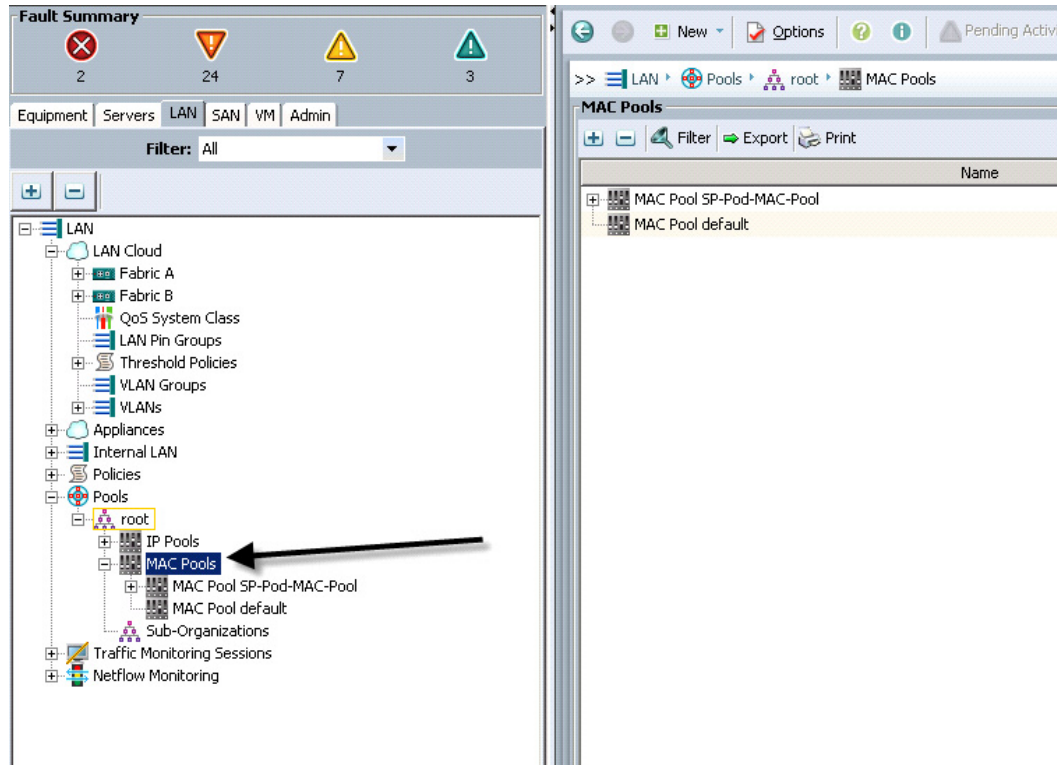 Fault Summary
2 24 7 3
Equipment Servers LAN SAN VM Admin
Filter: All
LAN
LAN Cloud
Fabric A
Fabric B
QoS System Class
LAN Pin Groups
Threshold Policies
VLAN Groups
VLANs
Appliances
Internal LAN
Policies
Pools
root
IP Pools
MAC Pools
MAC Pool SP-Pod-MAC-Pool
MAC Pool default
Sub-Organizations
Traffic Monitoring Sessions
Netflow Monitoring
New Options Pending Activi
>> LAN Pools root MAC Pools
MAC Pools
Filter Export Print
Name
MAC Pool SP-Pod-MAC-Pool
MAC Pool default